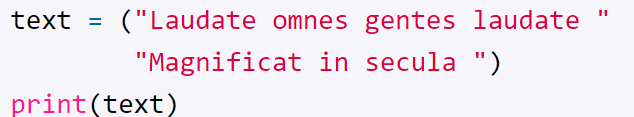 text = ("Laudate omnes gentes laudate "
        "Magnificat in secula ")
print(text)